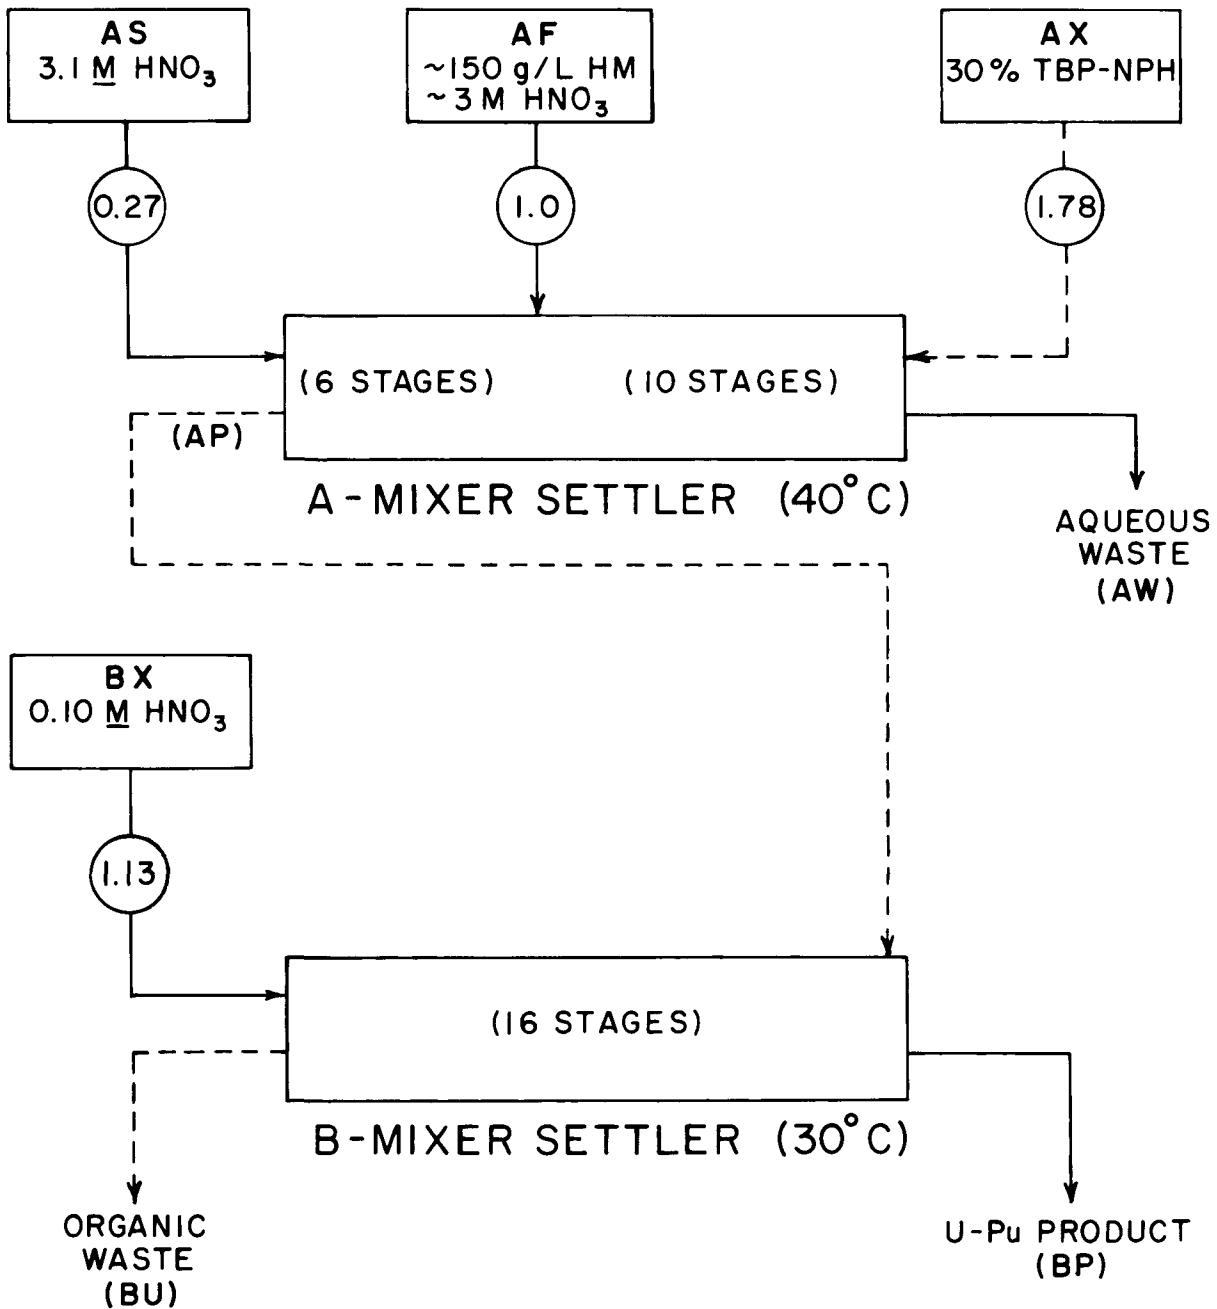 AS
3.1 M HNO₃
AF
~150 g/L HM
~3 M HNO₃
AX
30% TBP-NPH
0.27
1.0
1.78
(6 STAGES)
(10 STAGES)
(AP)
A-MIXER SETTLER (40°C)
AQUEOUS
WASTE
(AW)
BX
0.10 M HNO₃
1.13
(16 STAGES)
B-MIXER SETTLER (30°C)
ORGANIC
WASTE
(BU)
U-Pu PRODUCT
(BP)